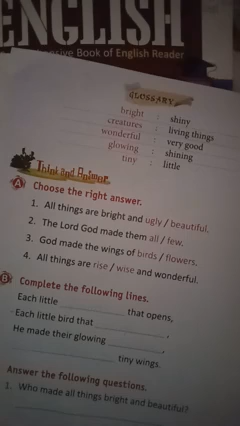 ENGLISH
ive Book of English Reader
GLOSSARY
bright : shiny
creatures : living things
wonderful : very good
glowing : shining
tiny : little
Think and Answer
A Choose the right answer.
1. All things are bright and ugly / beautiful.
2. The Lord God made them all / few.
3. God made the wings of birds / flowers.
4. All things are rise / wise and wonderful.
B Complete the following lines.
Each little ____________ that opens,
Each little bird that ____________,
He made their glowing ____________,
____________ tiny wings.
Answer the following questions.
1. Who made all things bright and beautiful?